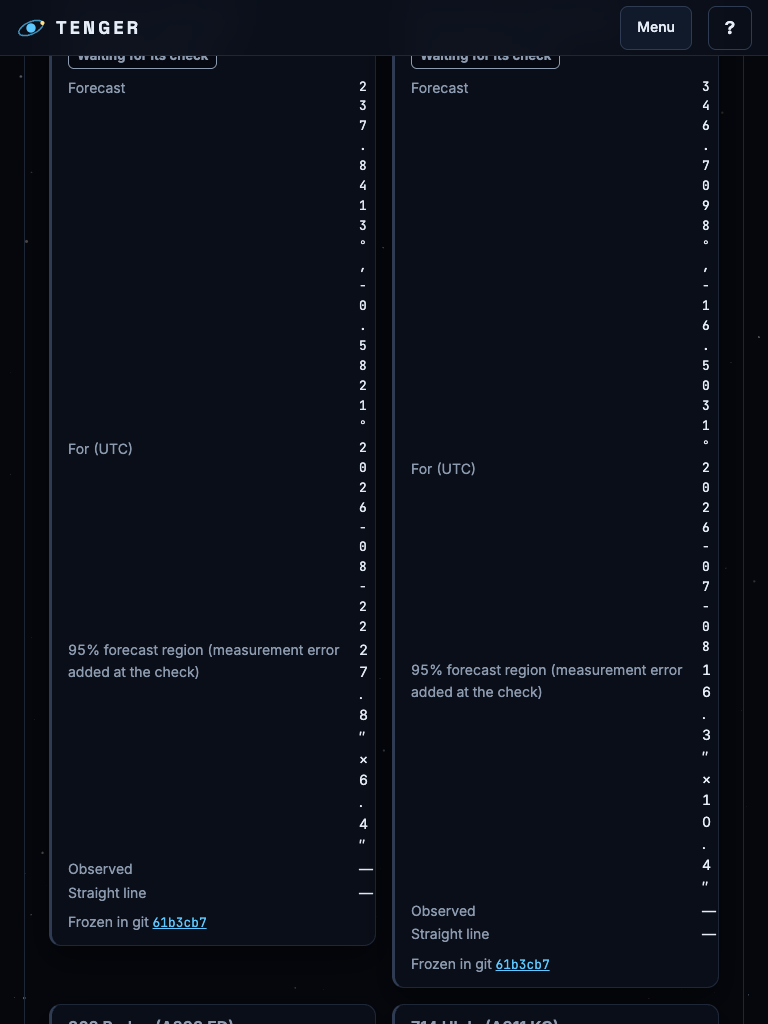 TENGER
Menu
?
Waiting for its check
Forecast
237.8413°,-0.5821°
For (UTC)
2026-08-22
95% forecast region (measurement error
added at the check)
27.8″×6.4″
Observed
—
Straight line
—
Frozen in git 61b3cb7
Waiting for its check
Forecast
346.7098°,-16.5031°
For (UTC)
2026-07-08
95% forecast region (measurement error
added at the check)
16.3″×10.4″
Observed
—
Straight line
—
Frozen in git 61b3cb7